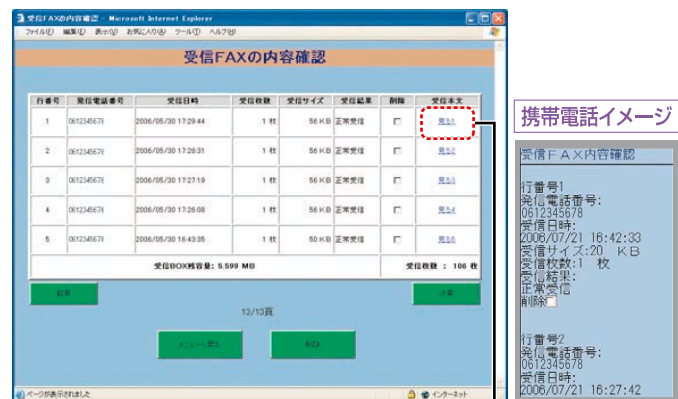 受信FAXの内容確認 - Microsoft Internet Explorer
ファイル(F) 編集(E) 表示(V) お気に入り(A) ツール(T) ヘルプ(H)
受信FAXの内容確認
行番号 発信電話番号 受信日時 受信枚数 受信サイズ 受信結果 削除 受信本文
1 0612345678 2006/05/30 17:29:44 1 枚 56 KB 正常受信 見る1
2 0612345678 2006/05/30 17:28:31 1 枚 56 KB 正常受信 見る2
3 0612345678 2006/05/30 17:27:19 1 枚 56 KB 正常受信 見る3
4 0612345678 2006/05/30 17:26:08 1 枚 56 KB 正常受信 見る4
5 0612345678 2006/05/30 16:43:35 1 枚 50 KB 正常受信 見る5
受信BOX残容量: 5.599 MB 受信枚数 : 106 枚
13/13頁
メニューへ戻る
ページが表示されました
インターネット
携帯電話イメージ
受信FAX内容確認
行番号1
発信電話番号:
0612345678
受信日時:
2006/07/21 16:42:33
受信サイズ:20 KB
受信枚数:1 枚
受信結果:
正常受信
削除
行番号2
発信電話番号:
0612345678
受信日時:
2006/07/21 16:27:42